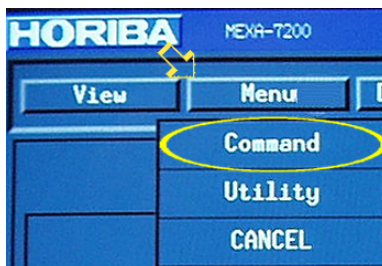 HORIBA MEXA-7200
View Menu
Command
Utility
CANCEL